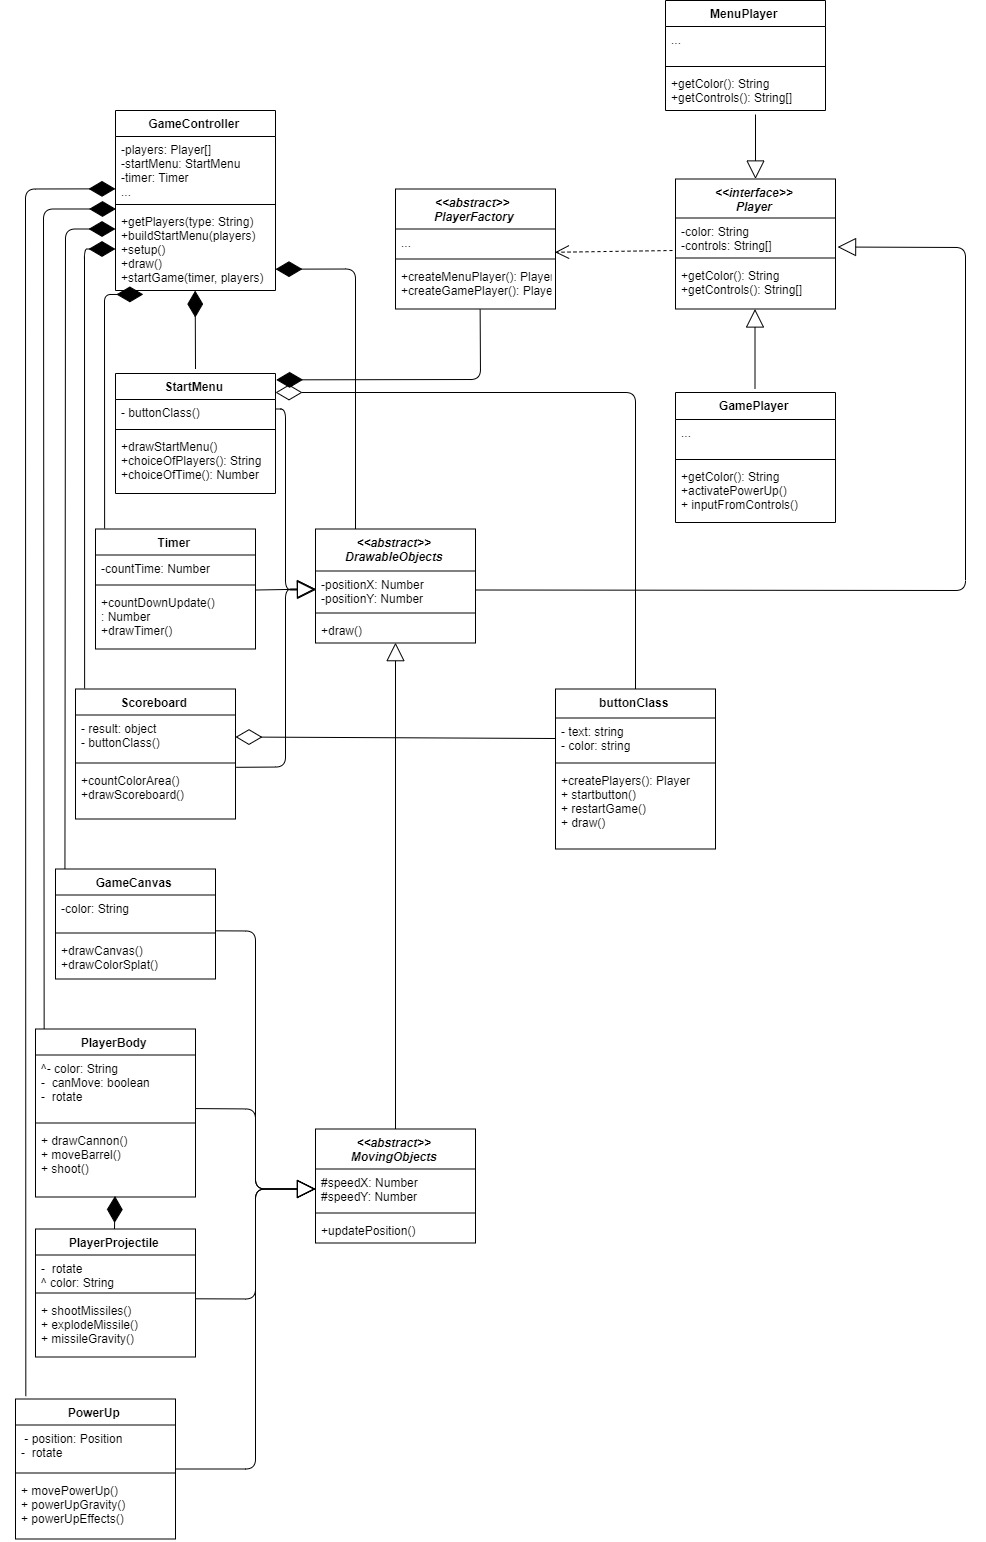 MenuPlayer
...
+getColor(): String
+getControls(): String[]
GameController
-players: Player[]
-startMenu: StartMenu
-timer: Timer
...
+getPlayers(type: String)
+buildStartMenu(players)
+setup()
+draw()
+startGame(timer, players)
<<abstract>>
PlayerFactory
...
+createMenuPlayer(): Player
+createGamePlayer(): Playe
<<interface>>
Player
-color: String
-controls: String[]
+getColor(): String
+getControls(): String[]
StartMenu
- buttonClass()
+drawStartMenu()
+choiceOfPlayers(): String
+choiceOfTime(): Number
GamePlayer
...
+getColor(): String
+activatePowerUp()
+ inputFromControls()
Timer
-countTime: Number
+countDownUpdate()
: Number
+drawTimer()
<<abstract>>
DrawableObjects
-positionX: Number
-positionY: Number
+draw()
Scoreboard
- result: object
- buttonClass()
+countColorArea()
+drawScoreboard()
buttonClass
- text: string
- color: string
+createPlayers(): Player
+ startbutton()
+ restartGame()
+ draw()
GameCanvas
-color: String
+drawCanvas()
+drawColorSplat()
PlayerBody
^- color: String
- canMove: boolean
- rotate
+ drawCannon()
+ moveBarrel()
+ shoot()
<<abstract>>
MovingObjects
#speedX: Number
#speedY: Number
+updatePosition()
PlayerProjectile
- rotate
^ color: String
+ shootMissiles()
+ explodeMissile()
+ missileGravity()
PowerUp
- position: Position
- rotate
+ movePowerUp()
+ powerUpGravity()
+ powerUpEffects()